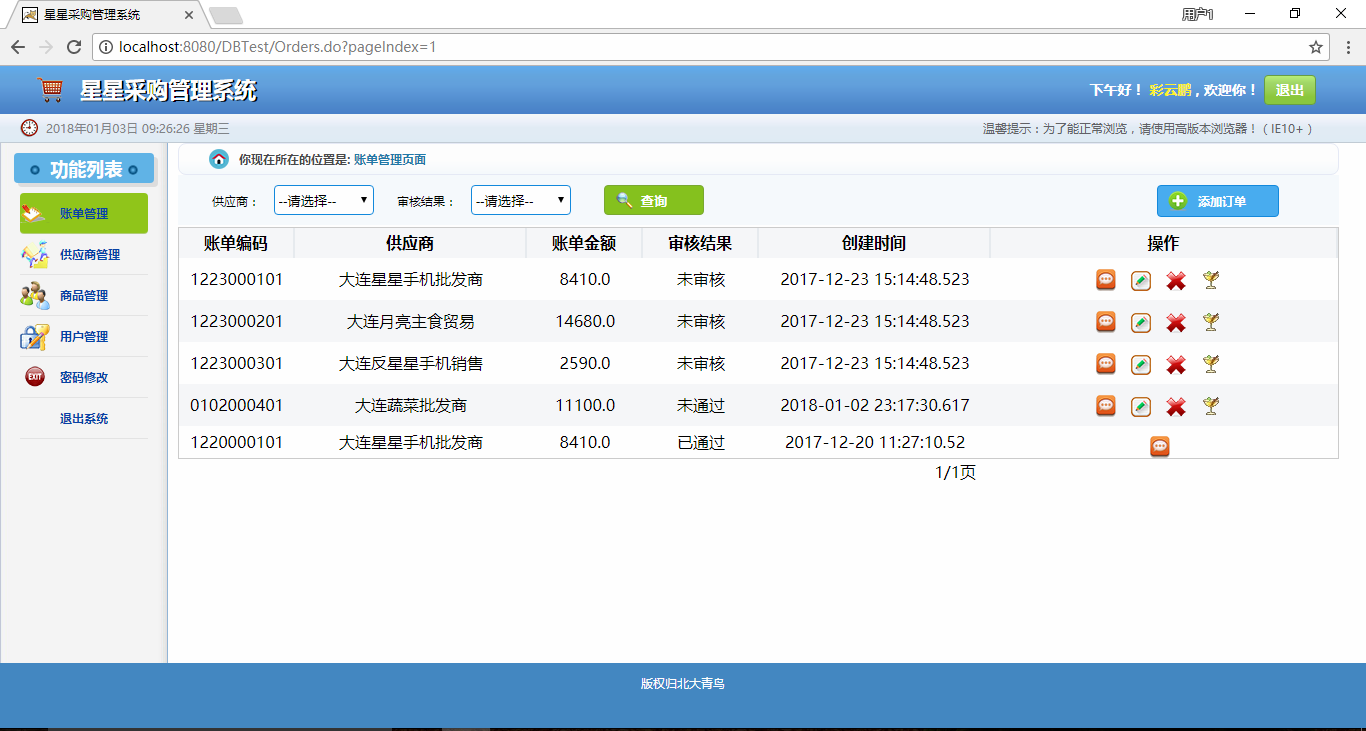 星星采购管理系统
用户1
localhost:8080/DBTest/Orders.do?pageIndex=1
星星采购管理系统
下午好！彩云鹏，欢迎你！ 退出
2018年01月03日 09:26:26 星期三
温馨提示：为了能正常浏览，请使用高版本浏览器！（IE10+）
功能列表
账单管理
供应商管理
商品管理
用户管理
EXIT 密码修改
退出系统
你现在所在的位置是: 账单管理页面
供应商： --请选择-- 审核结果： --请选择-- 查询 添加订单
账单编码 供应商 账单金额 审核结果 创建时间 操作
1223000101 大连星星手机批发商 8410.0 未审核 2017-12-23 15:14:48.523
1223000201 大连月亮主食贸易 14680.0 未审核 2017-12-23 15:14:48.523
1223000301 大连反星星手机销售 2590.0 未审核 2017-12-23 15:14:48.523
0102000401 大连蔬菜批发商 11100.0 未通过 2018-01-02 23:17:30.617
1220000101 大连星星手机批发商 8410.0 已通过 2017-12-20 11:27:10.52
1/1页
版权归北大青鸟